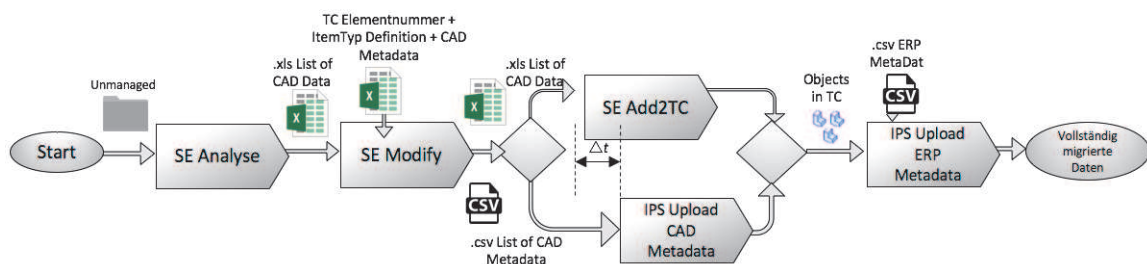 TC Elementnummer +
ItemTyp Definition + CAD
Metadata
.csv ERP
MetaDat
Unmanaged
.xls List of
CAD Data
.xls List of
CAD Data
Objects
in TC
CSV
X
X
X
Start
SE Analyse
SE Modify
SE Add2TC
Δt
IPS Upload
ERP
Metadata
Vollständig
migrierte
Daten
CSV
IPS Upload
CAD
Metadata
.csv List of CAD
Metadata